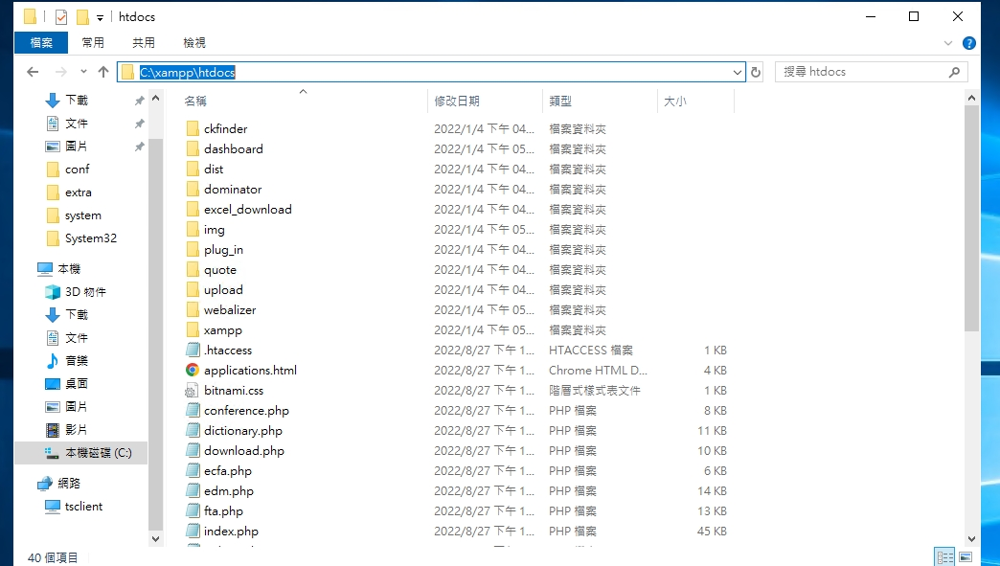 htdocs
檔案 常用 共用 檢視
C:\xampp\htdocs 搜尋 htdocs
下載
文件
圖片
conf
extra
system
System32
本機
3D 物件
下載
文件
音樂
桌面
圖片
影片
本機磁碟 (C:)
網路
tsclient
名稱 修改日期 類型 大小
ckfinder 2022/1/4 下午 04... 檔案資料夾
dashboard 2022/1/4 下午 05... 檔案資料夾
dist 2022/1/4 下午 04... 檔案資料夾
dominator 2022/1/4 下午 04... 檔案資料夾
excel_download 2022/1/4 下午 04... 檔案資料夾
img 2022/1/4 下午 05... 檔案資料夾
plug_in 2022/1/4 下午 04... 檔案資料夾
quote 2022/1/4 下午 04... 檔案資料夾
upload 2022/1/4 下午 04... 檔案資料夾
webalizer 2022/1/4 下午 05... 檔案資料夾
xampp 2022/1/4 下午 05... 檔案資料夾
.htaccess 2022/8/27 下午 1... HTACCESS 檔案 1 KB
applications.html 2022/8/27 下午 1... Chrome HTML D... 4 KB
bitnami.css 2022/8/27 下午 1... 階層式樣式表文件 1 KB
conference.php 2022/8/27 下午 1... PHP 檔案 8 KB
dictionary.php 2022/8/27 下午 1... PHP 檔案 11 KB
download.php 2022/8/27 下午 1... PHP 檔案 10 KB
ecfa.php 2022/8/27 下午 1... PHP 檔案 6 KB
edm.php 2022/8/27 下午 1... PHP 檔案 14 KB
fta.php 2022/8/27 下午 1... PHP 檔案 13 KB
index.php 2022/8/27 下午 1... PHP 檔案 45 KB
40 個項目